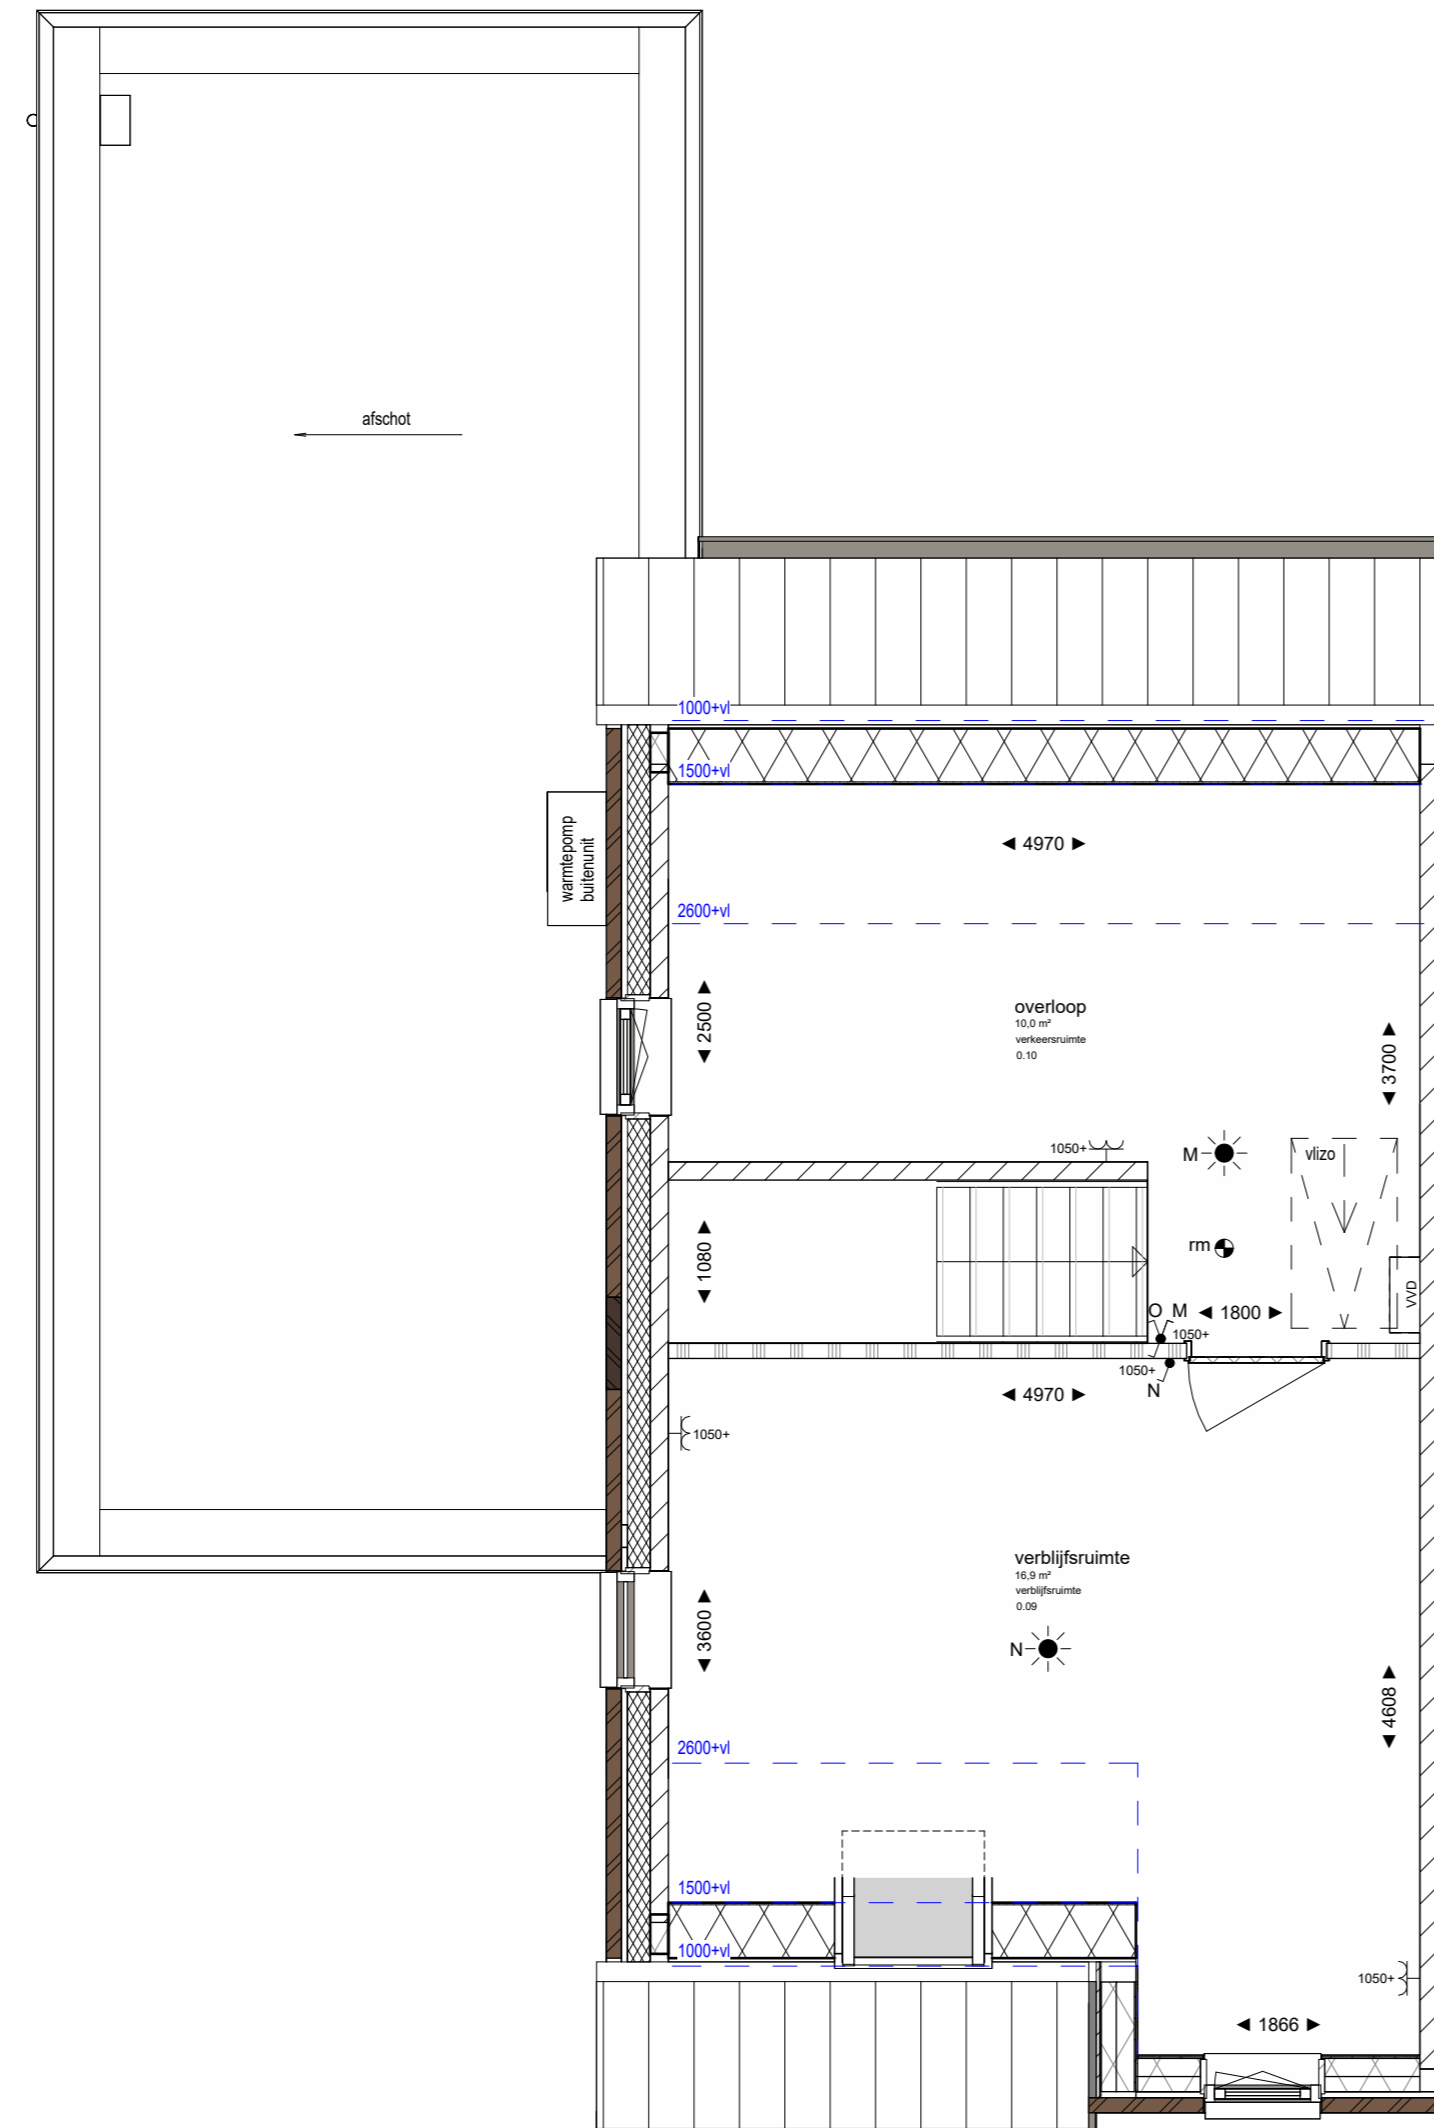 afschot
1000+vl
1500+vl
warmtepomp
buitenunit
4970
2600+vl
2500
overloop
10,0 m²
verkeersruimte
0.10
3700
1050+
M
vlizo
1080
rm
VVD
O M
1800
1050+
1050+
N
4970
1050+
verblijfsruimte
16,9 m²
verblijfsruimte
0.09
3600
N
4608
2600+vl
1500+vl
1000+vl
1050+
1866